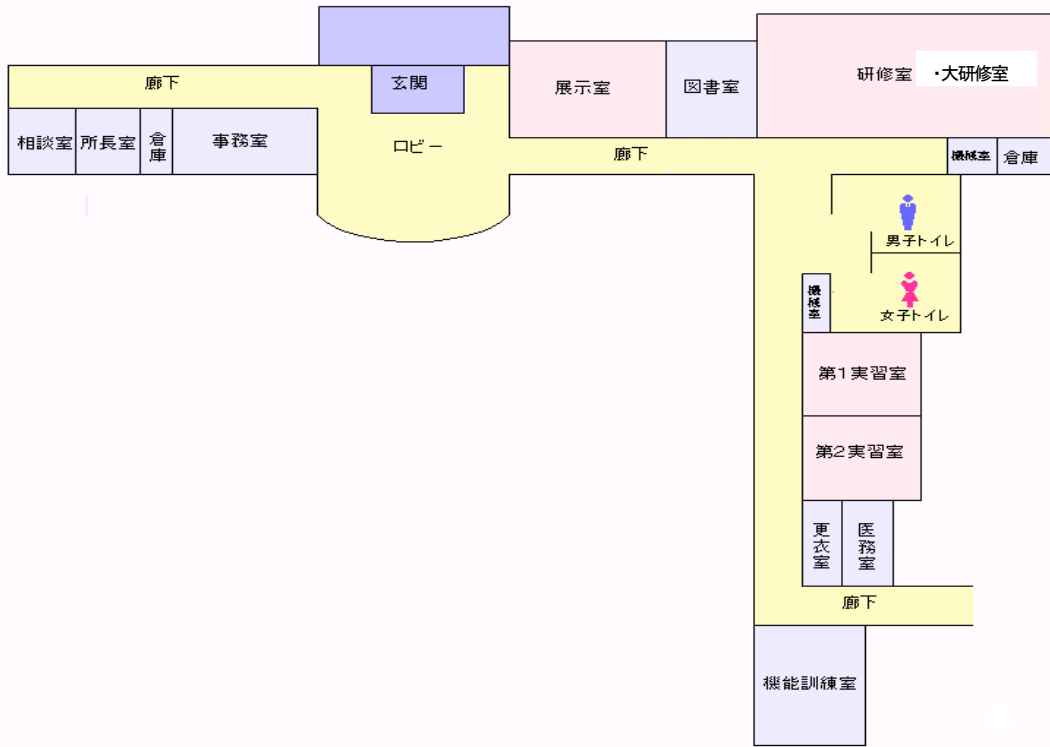 廊下
玄関
展示室
図書室
研修室
・大研修室
相談室
所長室
倉庫
事務室
ロビー
廊下
機械室
倉庫
男子トイレ
機械室
女子トイレ
第1実習室
第2実習室
更衣室
医務室
廊下
機能訓練室